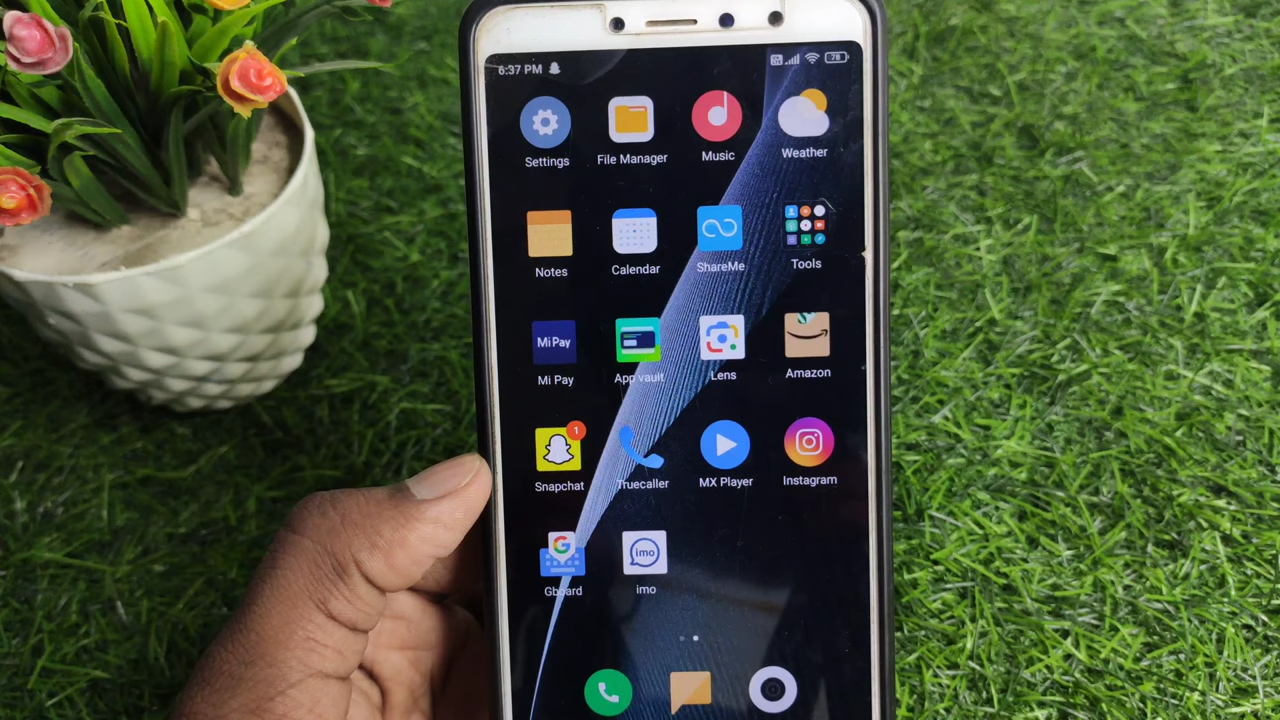 6:37 PM
78
Settings
File Manager
Music
Weather
Notes
Calendar
ShareMe
Tools
Mi Pay
Mi Pay
App vault
Lens
Amazon
1
Snapchat
Truecaller
MX Player
Instagram
G
Gboard
imo
imo